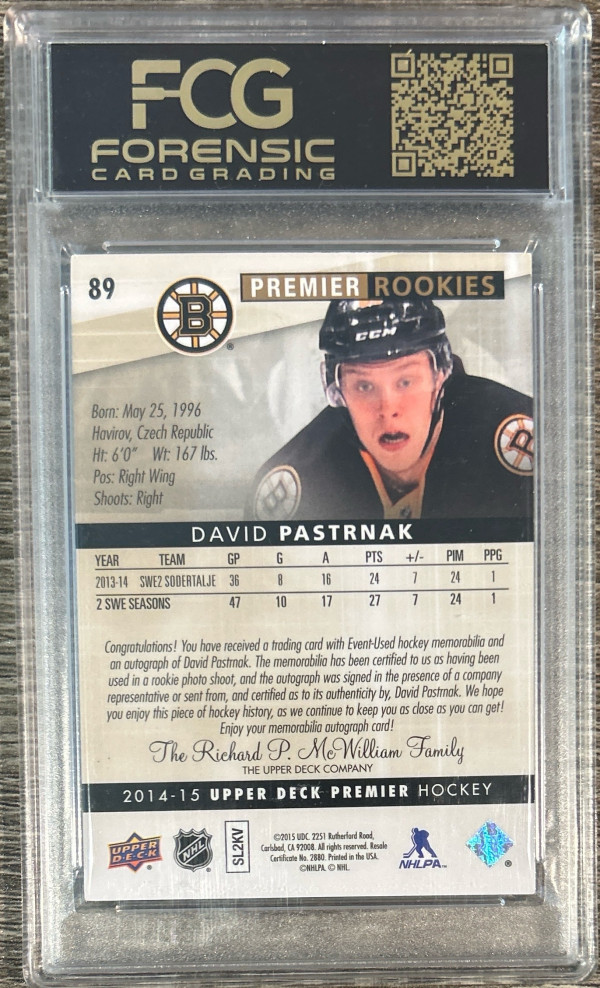 FCG
FORENSIC
CARD GRADING
89
B
PREMIER ROOKIES
CCM
B
B
Born: May 25, 1996
Havirov, Czech Republic
Ht: 6'0" Wt: 167 lbs.
Pos: Right Wing
Shoots: Right
DAVID PASTRNAK
YEAR TEAM GP G A PTS +/- PIM PPG
2013-14 SWE2 SODERTALJE 36 8 16 24 7 24 1
2 SWE SEASONS 47 10 17 27 7 24 1
Congratulations! You have received a trading card with Event-Used hockey memorabilia and
an autograph of David Pastrnak. The memorabilia has been certified to us as having been
used in a rookie photo shoot, and the autograph was signed in the presence of a company
representative or sent from, and certified as to its authenticity by, David Pastrnak. We hope
you enjoy this piece of hockey history, as we continue to keep you as close as you can get!
Enjoy your memorabilia autograph card!
The Richard P. McWilliam Family
THE UPPER DECK COMPANY
2014-15 UPPER DECK PREMIER HOCKEY
UPPER DECK
NHL
SL2KV
©2015 UDC. 2251 Rutherford Road,
Carlsbad, CA 92008. All rights reserved. Resale
Certificate No. 2880. Printed in the USA.
©NHLPA. © NHL.
NHLPA